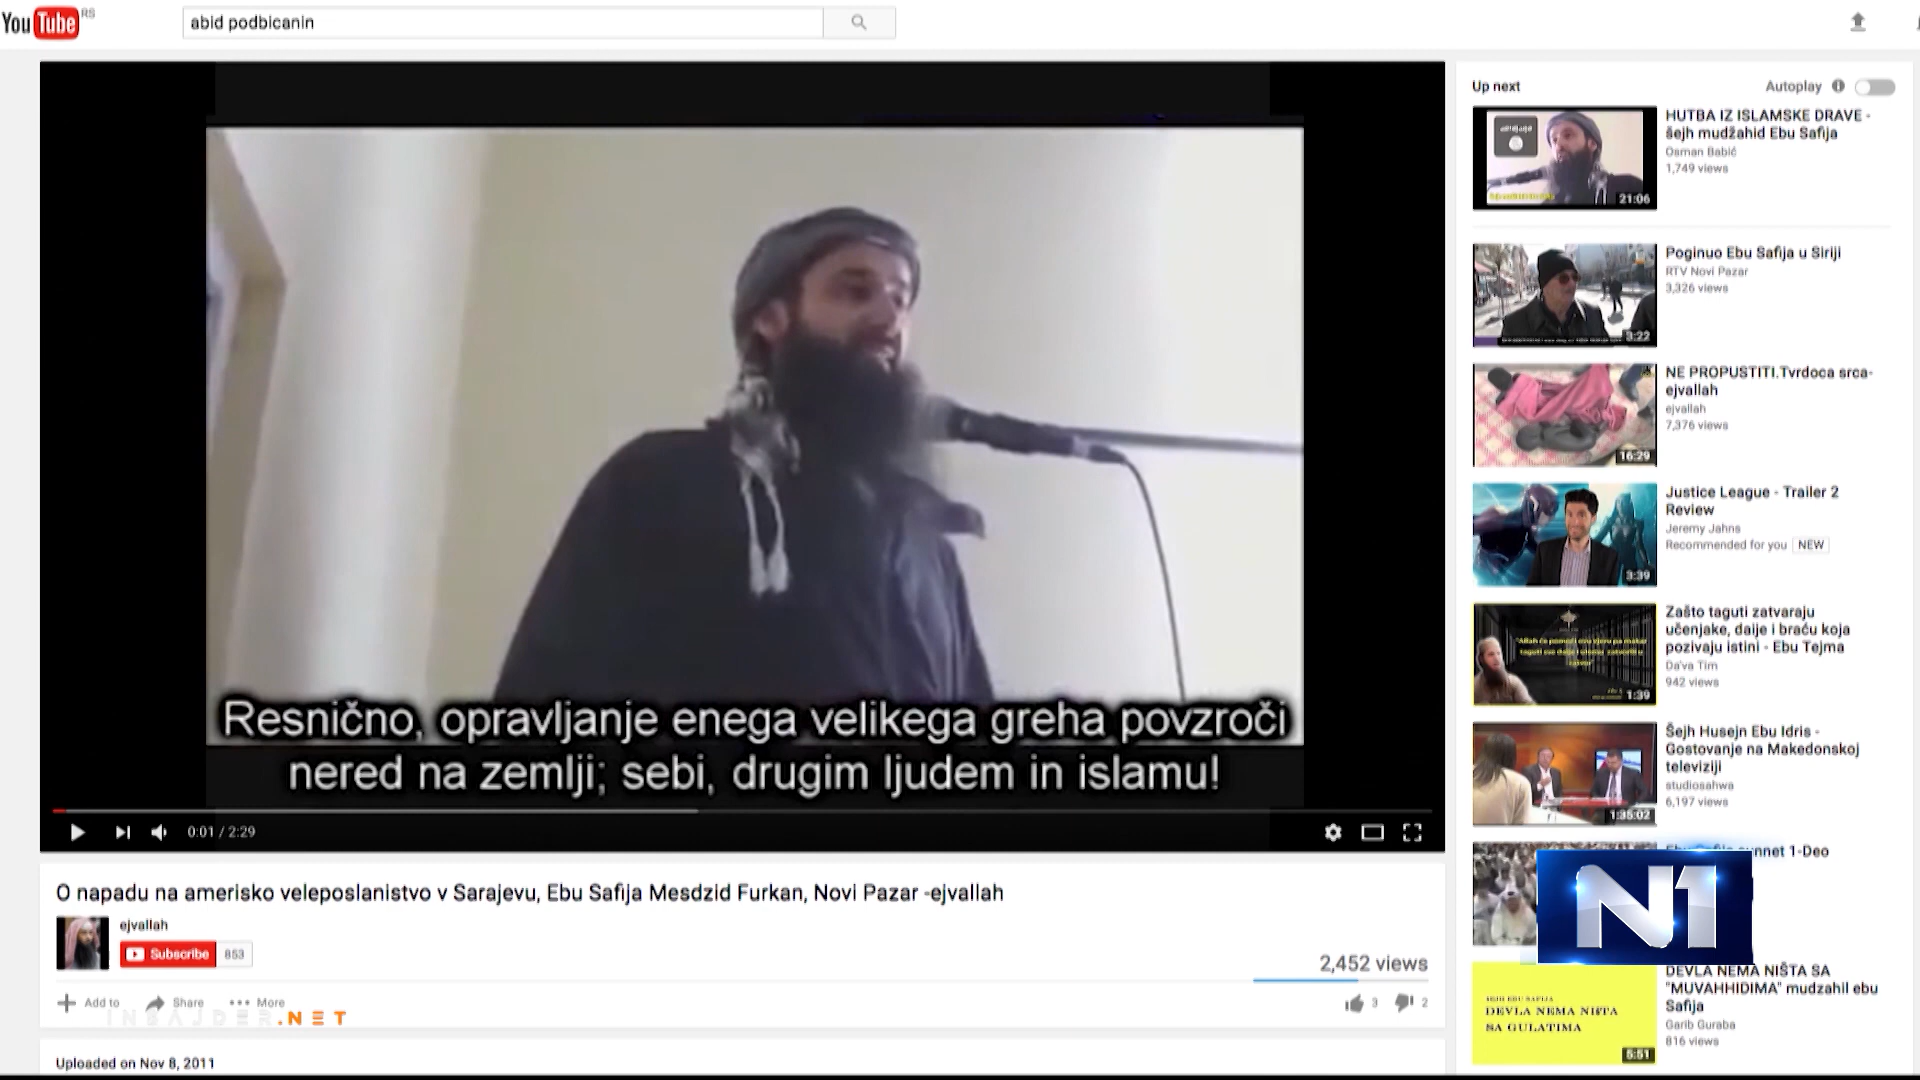 YouTube RS
abid podbicanin
Resnično, opravljanje enega velikega greha povzroči
nered na zemlji; sebi, drugim ljudem in islamu!
0:01 / 2:29
O napadu na amerisko veleposlanistvo v Sarajevu, Ebu Safija Mesdzid Furkan, Novi Pazar -ejvallah
ejvallah
Subscribe 853
2,452 views
Add to Share More
3 2
INSAJDER.NET
Uploaded on Nov 8, 2011
Up next
Autoplay
HUTBA IZ ISLAMSKE DRAVE -
šejh mudžahid Ebu Safija
Osman Babić
1,749 views
21:06
Poginuo Ebu Safija u Siriji
RTV Novi Pazar
3,326 views
3:22
NE PROPUSTITI.Tvrdoca srca-
ejvallah
ejvallah
7,376 views
16:29
Justice League - Trailer 2
Review
Jeremy Jahns
Recommended for you NEW
3:39
Zašto taguti zatvaraju
učenjake, daije i braću koja
pozivaju istini - Ebu Tejma
Da'va Tim
942 views
1:39
Šejh Husejn Ebu Idris -
Gostovanje na Makedonskoj
televiziji
studiosahwa
6,197 views
1:35:02
1-Deo
N1
DEVLA NEMA NIŠTA SA
"MUVAHHIDIMA" mudzahil ebu
Safija
Garib Guraba
816 views
ŠEJH EBU SAFIJA
DEVLA NEMA NIŠTA
SA GULATIMA
5:51